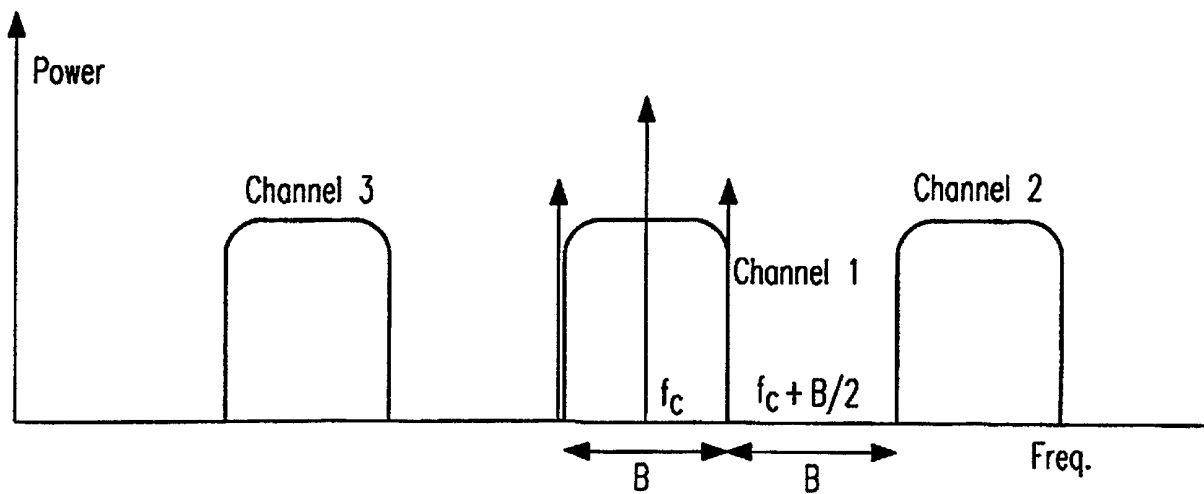 Power
Channel 3
Channel 2
Channel 1
f_c
f_c + B/2
B
B
Freq.